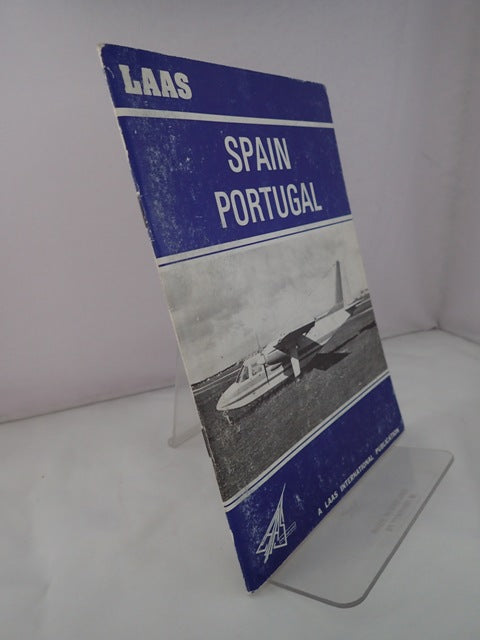 LAAS
SPAIN
PORTUGAL
A LAAS INTERNATIONAL PUBLICATION